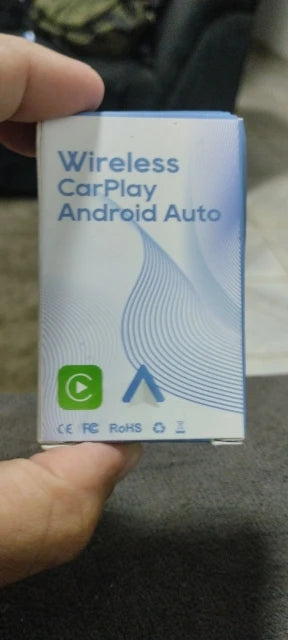 Wireless
CarPlay
Android Auto
CE FC RoHS